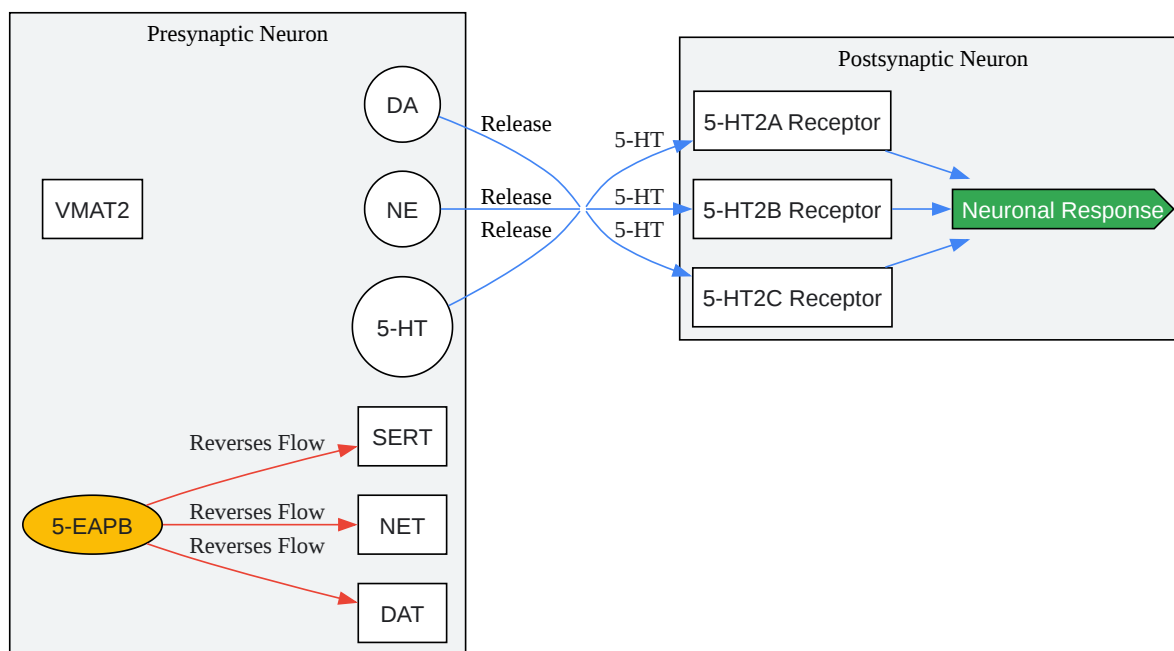 Presynaptic Neuron
Postsynaptic Neuron
DA
Release
5-HT
5-HT2A Receptor
VMAT2
NE
Release
5-HT
5-HT2B Receptor
Neuronal Response
Release
5-HT
5-HT2C Receptor
5-HT
Reverses Flow
SERT
5-EAPB
Reverses Flow
NET
Reverses Flow
DAT